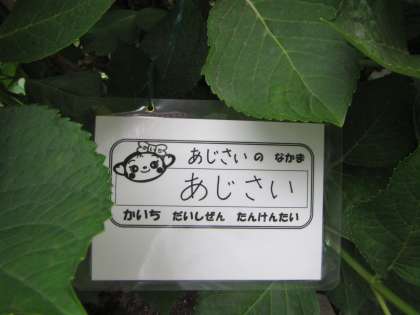 あじさい の なかま
あじさい
かいち だいしぜん たんけんたい